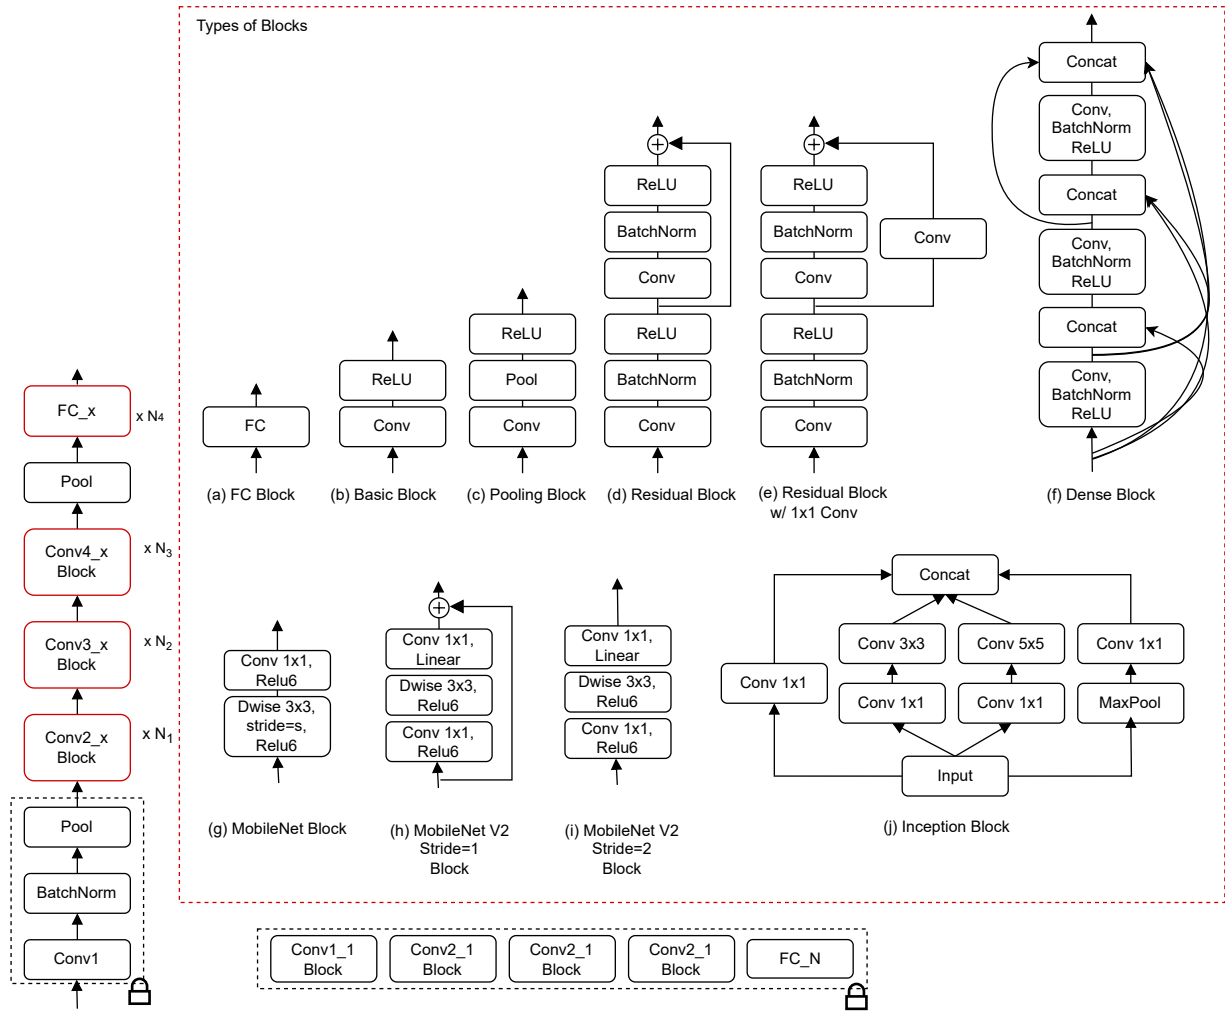 Types of Blocks
FC_x
x N4
Pool
Conv4_x
Block
x N3
Conv3_x
Block
x N2
Conv2_x
Block
x N1
Pool
BatchNorm
Conv1
FC
(a) FC Block
ReLU
Conv
(b) Basic Block
ReLU
Pool
Conv
(c) Pooling Block
ReLU
BatchNorm
Conv
ReLU
BatchNorm
Conv
(d) Residual Block
ReLU
BatchNorm
Conv
Conv
ReLU
BatchNorm
Conv
(e) Residual Block
w/ 1x1 Conv
Concat
Conv,
BatchNorm
ReLU
Concat
Conv,
BatchNorm
ReLU
Concat
Conv,
BatchNorm
ReLU
(f) Dense Block
Conv 1x1,
Relu6
Dwise 3x3,
stride=s,
Relu6
(g) MobileNet Block
Conv 1x1,
Linear
Dwise 3x3,
Relu6
Conv 1x1,
Relu6
(h) MobileNet V2
Stride=1
Block
Conv 1x1,
Linear
Dwise 3x3,
Relu6
Conv 1x1,
Relu6
(i) MobileNet V2
Stride=2
Block
Concat
Conv 3x3
Conv 5x5
Conv 1x1
Conv 1x1
Conv 1x1
Conv 1x1
MaxPool
Input
(j) Inception Block
Conv1_1
Block
Conv2_1
Block
Conv2_1
Block
Conv2_1
Block
FC_N